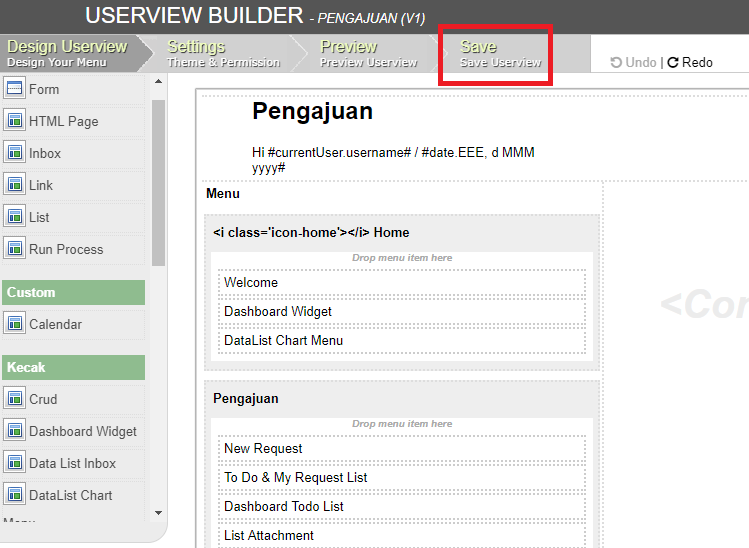 USERVIEW BUILDER - PENGAJUAN (V1)
Design Userview
Design Your Menu
Settings
Theme & Permission
Preview
Preview Userview
Save
Save Userview
Undo | Redo
Form
HTML Page
Inbox
Link
List
Run Process
Custom
Calendar
Kecak
Crud
Dashboard Widget
Data List Inbox
DataList Chart
Pengajuan
Hi #currentUser.username# / #date.EEE, d MMM
yyyy#
Menu
<i class='icon-home'></i> Home
Drop menu item here
Welcome
Dashboard Widget
DataList Chart Menu
Pengajuan
Drop menu item here
New Request
To Do & My Request List
Dashboard Todo List
List Attachment